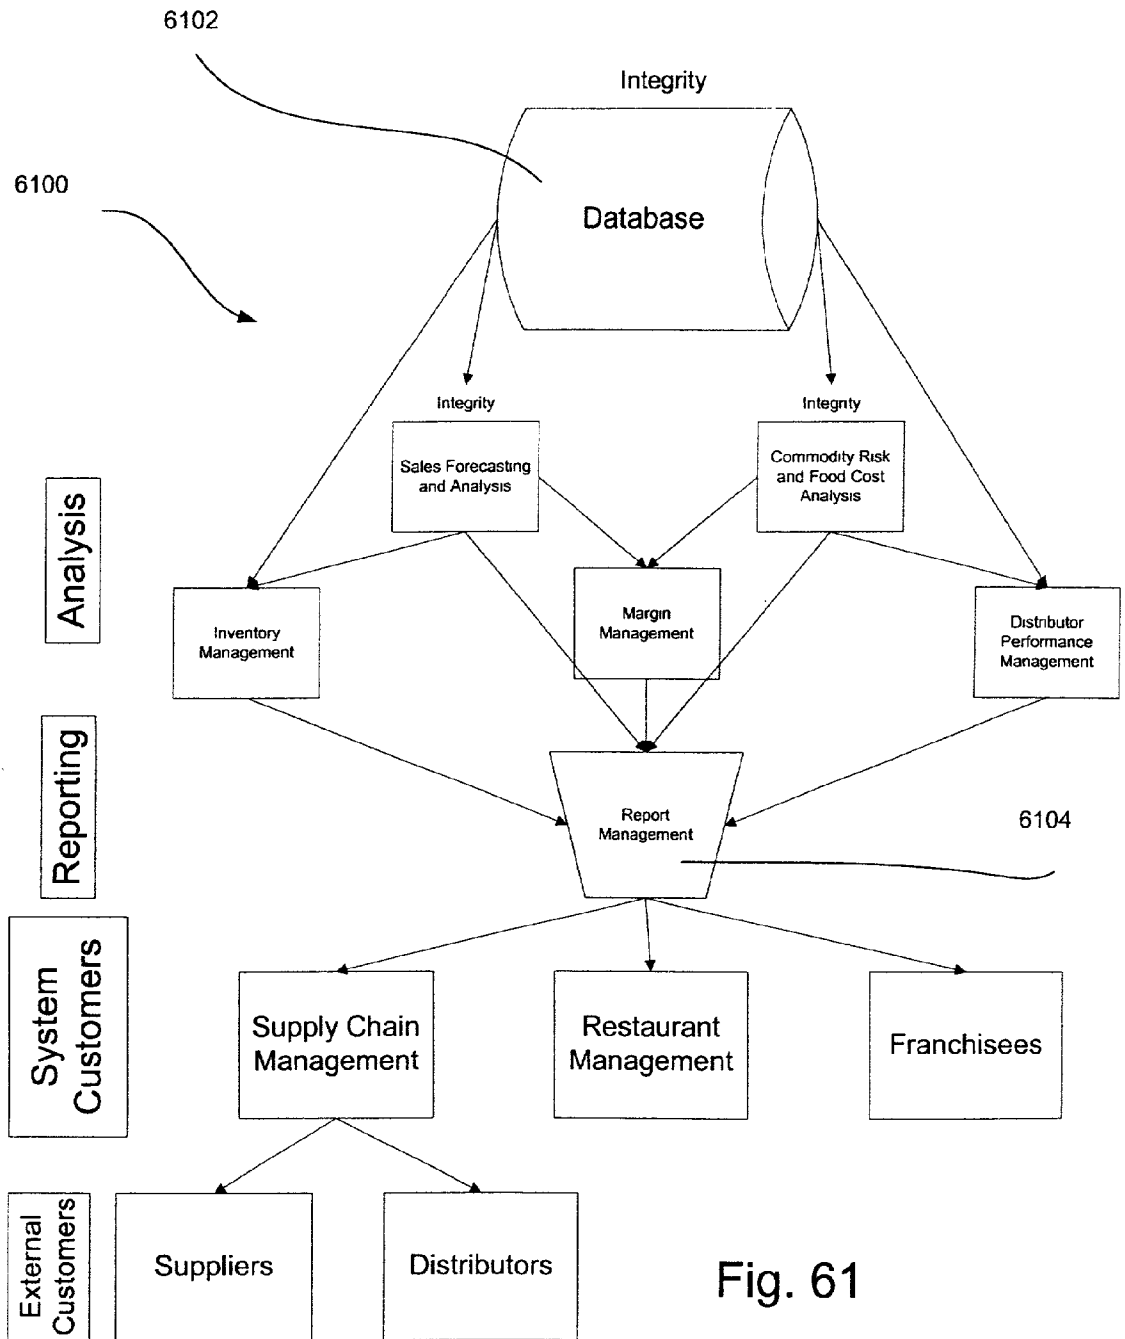 6102
Integrity
6100
Database
Integrity
Integrity
Sales Forecasting
and Analysis
Commodity Risk
and Food Cost
Analysis
Analysis
Inventory
Management
Margin
Management
Distributor
Performance
Management
Reporting
Report
Management
6104
System
Customers
Supply Chain
Management
Restaurant
Management
Franchisees
External
Customers
Suppliers
Distributors
Fig. 61